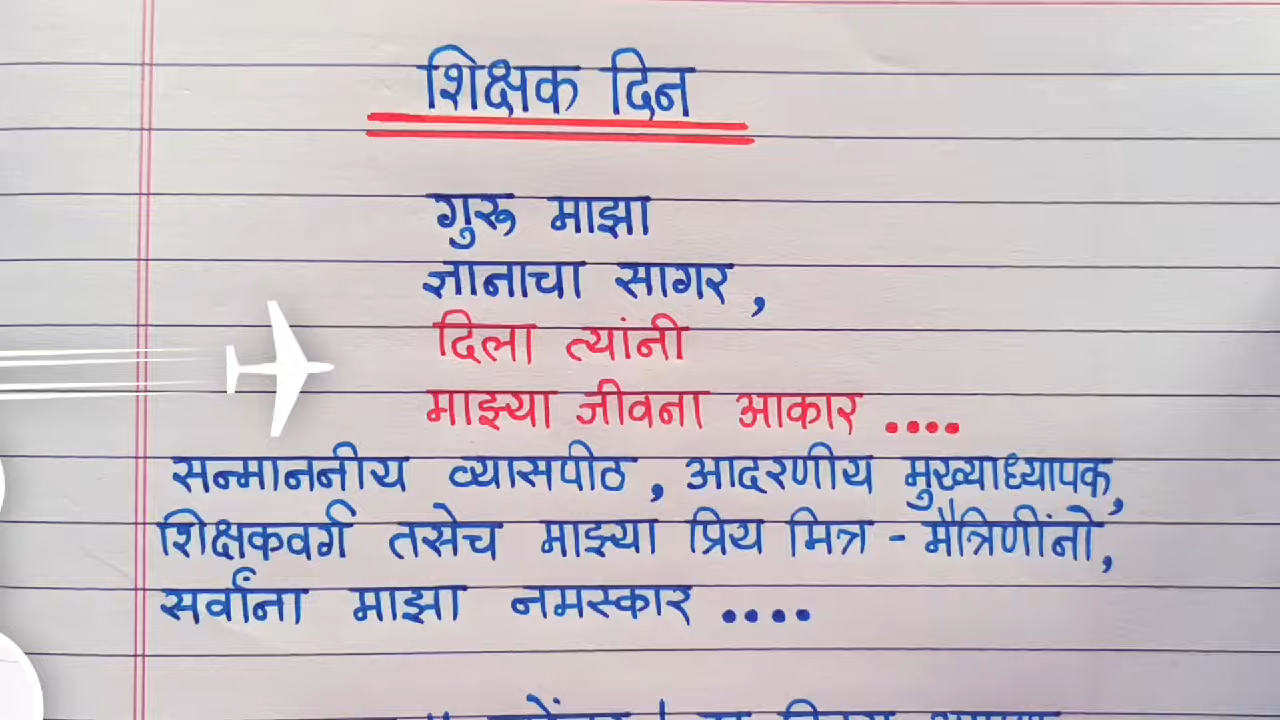 शिक्षक दिन
गुरू माझा
ज्ञानाचा सागर,
दिला त्यांनी
माझ्या जीवना आकार ....
सन्माननीय व्यासपीठ, आदरणीय मुख्याध्यापक,
शिक्षकवर्ग तसेच माझ्या प्रिय मित्र - मैत्रिणींनो,
सर्वांना माझा नमस्कार ....